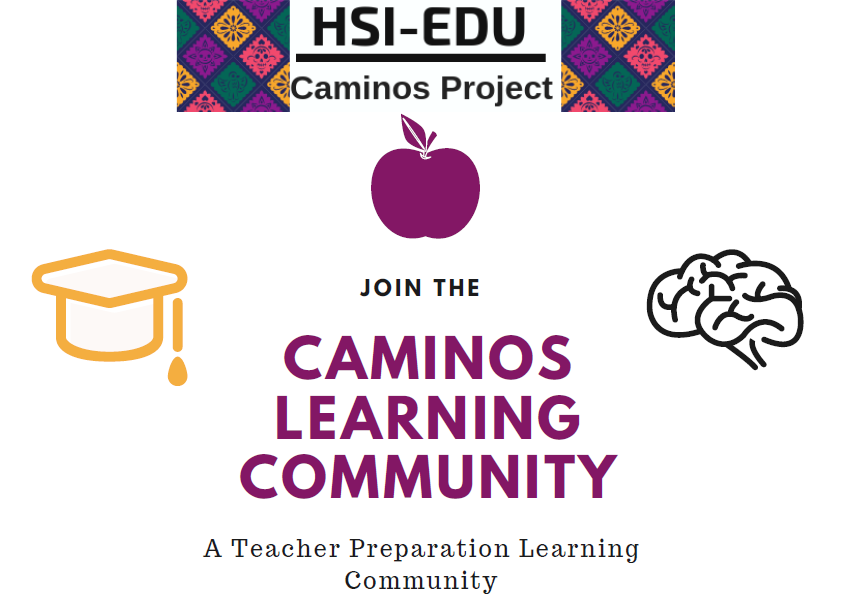 HSI-EDU
Caminos Project
JOIN THE
CAMINOS
LEARNING
COMMUNITY
A Teacher Preparation Learning
Community